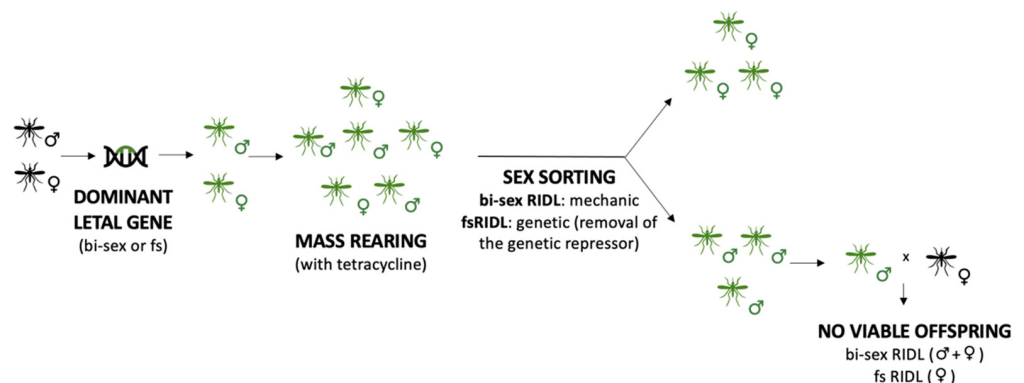 DOMINANT
LETAL GENE
(bi-sex or fs)
MASS REARING
(with tetracycline)
SEX SORTING
bi-sex RIDL: mechanic
fsRIDL: genetic (removal of
the genetic repressor)
♂ x ♀
NO VIABLE OFFSPRING
bi-sex RIDL (♂+♀)
fs RIDL (♀)